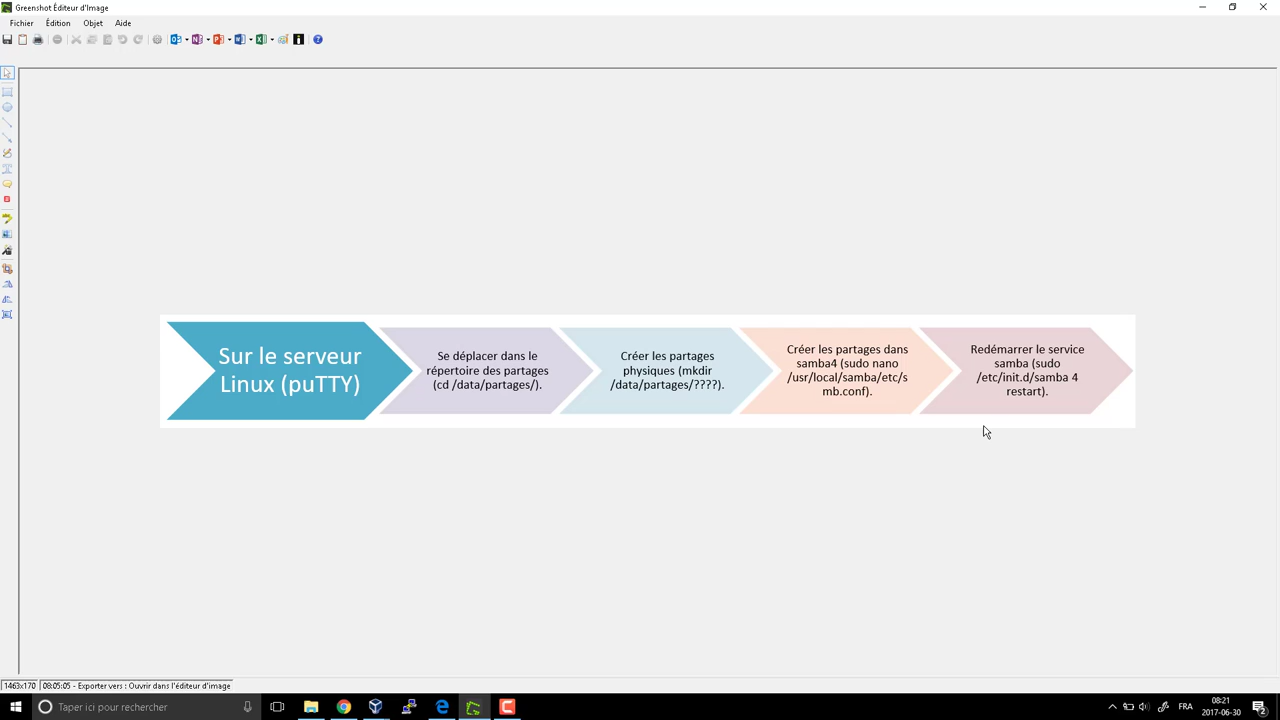 Greenshot Éditeur d'Image
Fichier Édition Objet Aide
Sur le serveur
Linux (puTTY)
Se déplacer dans le
répertoire des partages
(cd /data/partages/).
Créer les partages
physiques (mkdir
/data/partages/????).
Créer les partages dans
samba4 (sudo nano
/usr/local/samba/etc/s
mb.conf).
Redémarrer le service
samba (sudo
/etc/init.d/samba 4
restart).
1463x170 08:05:05 - Exporter vers : Ouvrir dans l'éditeur d'image
Taper ici pour rechercher
FRA
08:21
2017-06-30
2